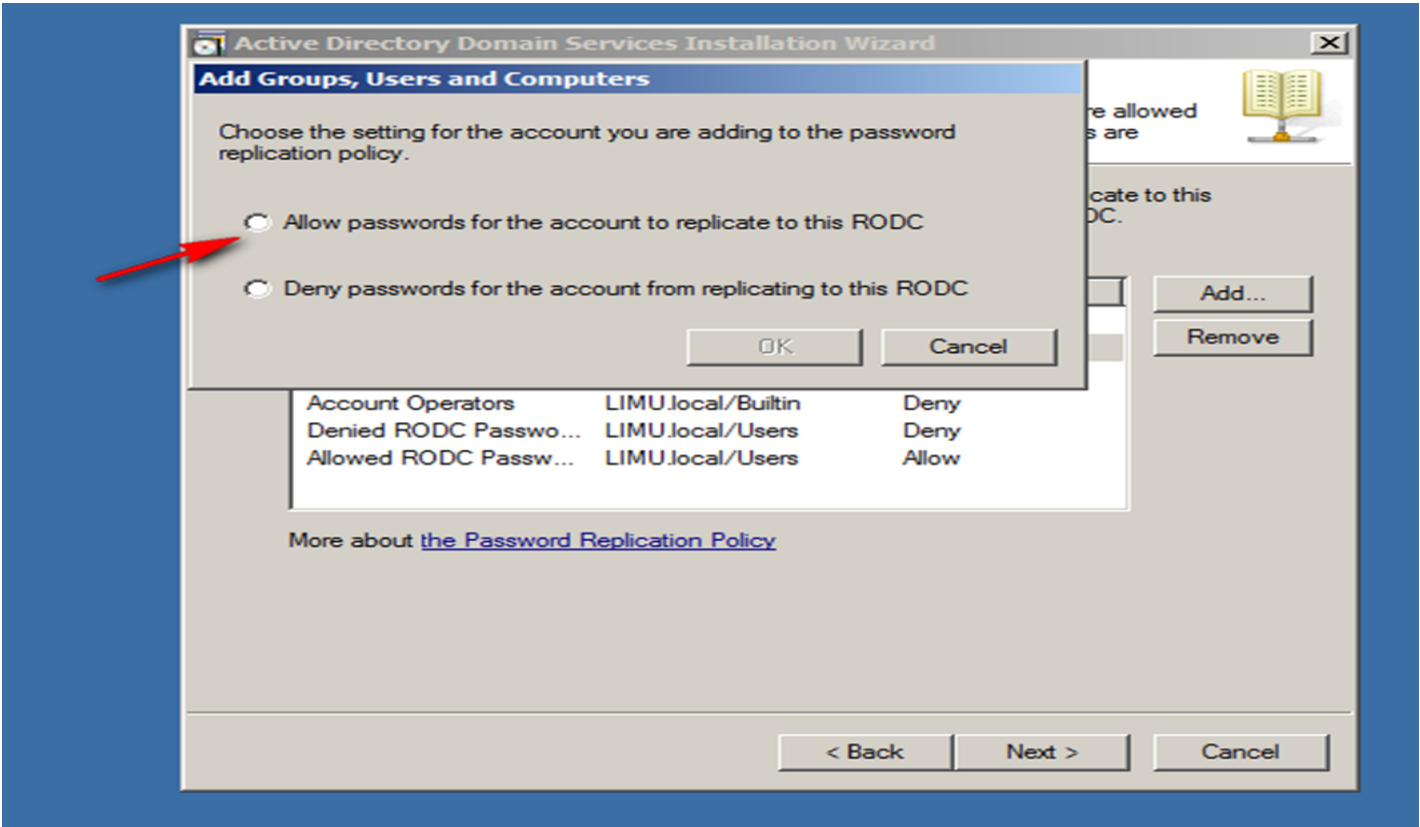 Active Directory Domain Services Installation Wizard
Add Groups, Users and Computers
Choose the setting for the account you are adding to the password
replication policy.
Allow passwords for the account to replicate to this RODC
Deny passwords for the account from replicating to this RODC
OK Cancel
re allowed
s are
cate to this
DC.
Add...
Remove
Account Operators LIMU.local/Builtin Deny
Denied RODC Passwo... LIMU.local/Users Deny
Allowed RODC Passw... LIMU.local/Users Allow
More about the Password Replication Policy
< Back Next > Cancel